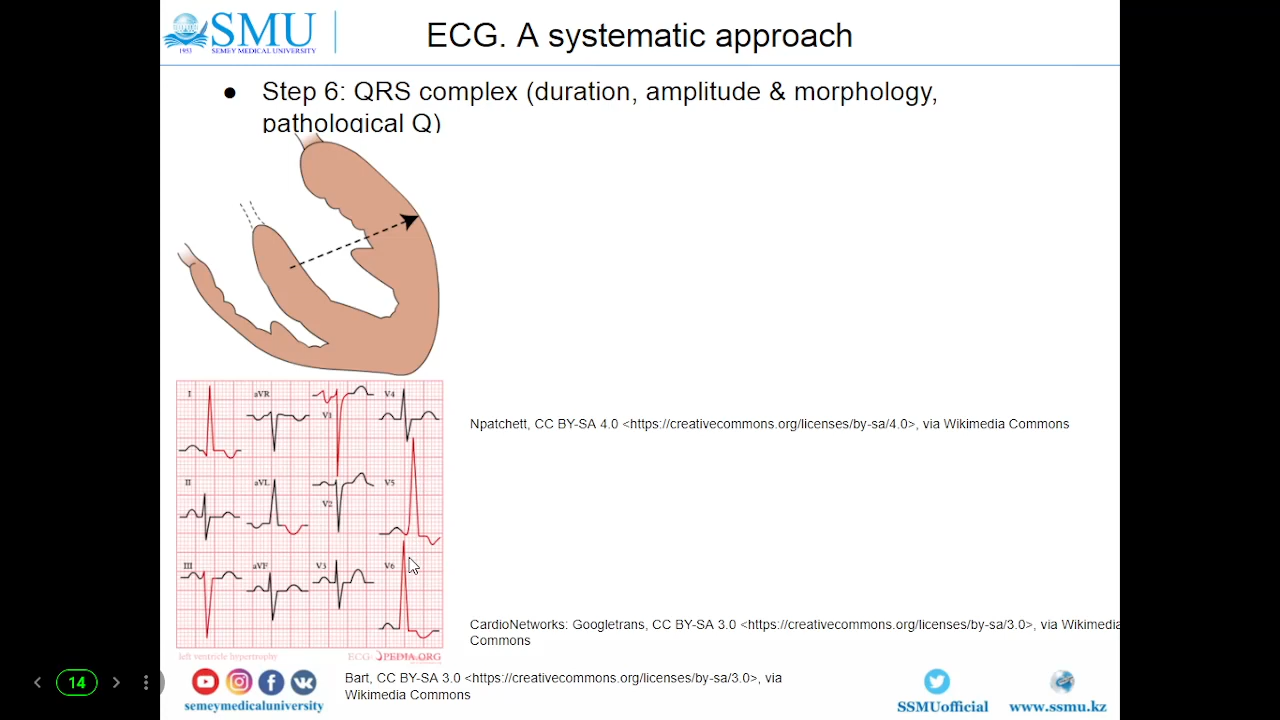 SMU
1953 SEMEY MEDICAL UNIVERSITY
ECG. A systematic approach
● Step 6: QRS complex (duration, amplitude & morphology,
pathological Q)
I aVR V1 V4
II aVL V2 V5
III aVF V3 V6
Npatchett, CC BY-SA 4.0 <https://creativecommons.org/licenses/by-sa/4.0>, via Wikimedia Commons
CardioNetworks: Googletrans, CC BY-SA 3.0 <https://creativecommons.org/licenses/by-sa/3.0>, via Wikimedia
Commons
left ventricle hypertrophy ECGPEDIA.ORG
Bart, CC BY-SA 3.0 <https://creativecommons.org/licenses/by-sa/3.0>, via
Wikimedia Commons
14
semeymedicaluniversity
SSMUofficial
www.ssmu.kz